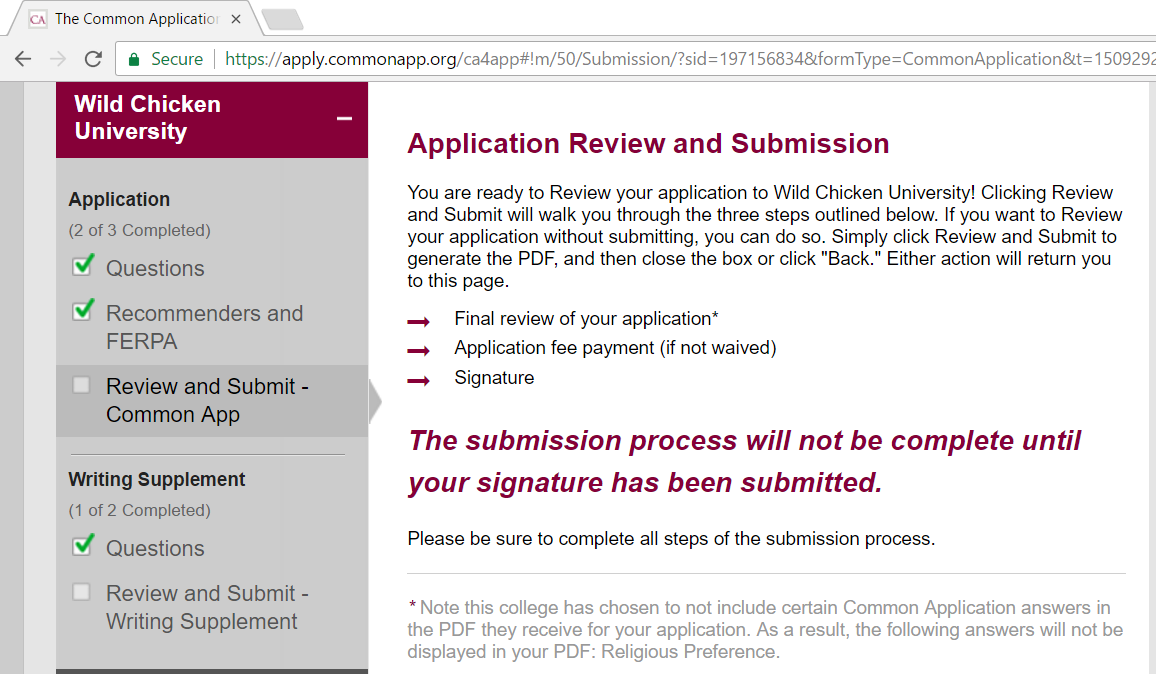 CA The Common Application
Secure https://apply.commonapp.org/ca4app#!m/50/Submission/?sid=197156834&formType=CommonApplication&t=1509292
Wild Chicken
University
Application
(2 of 3 Completed)
Questions
Recommenders and
FERPA
Review and Submit -
Common App
Writing Supplement
(1 of 2 Completed)
Questions
Review and Submit -
Writing Supplement
Application Review and Submission
You are ready to Review your application to Wild Chicken University! Clicking Review
and Submit will walk you through the three steps outlined below. If you want to Review
your application without submitting, you can do so. Simply click Review and Submit to
generate the PDF, and then close the box or click "Back." Either action will return you
to this page.
Final review of your application*
Application fee payment (if not waived)
Signature
The submission process will not be complete until
your signature has been submitted.
Please be sure to complete all steps of the submission process.
* Note this college has chosen to not include certain Common Application answers in
the PDF they receive for your application. As a result, the following answers will not be
displayed in your PDF: Religious Preference.